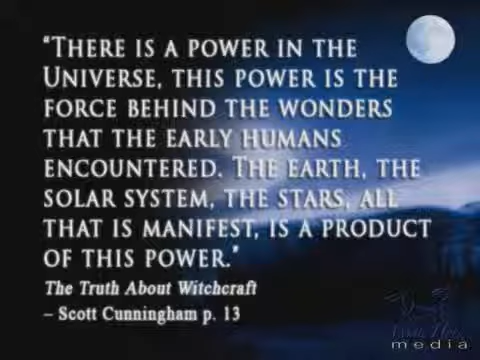 “There is a power in the
Universe, this power is the
force behind the wonders
that the early humans
encountered. The earth, the
solar system, the stars, all
that is manifest, is a product
of this power.”
The Truth About Witchcraft
– Scott Cunningham p. 13
media